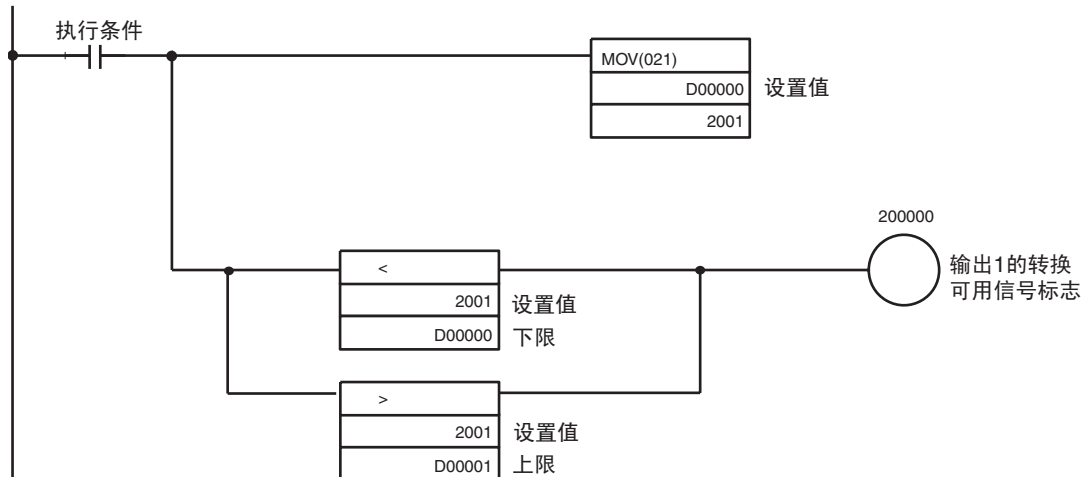 执行条件
MOV(021)
D00000 设置值
2001
200000
输出1的转换
可用信号标志
<
2001 设置值
D00000 下限
>
2001 设置值
D00001 上限